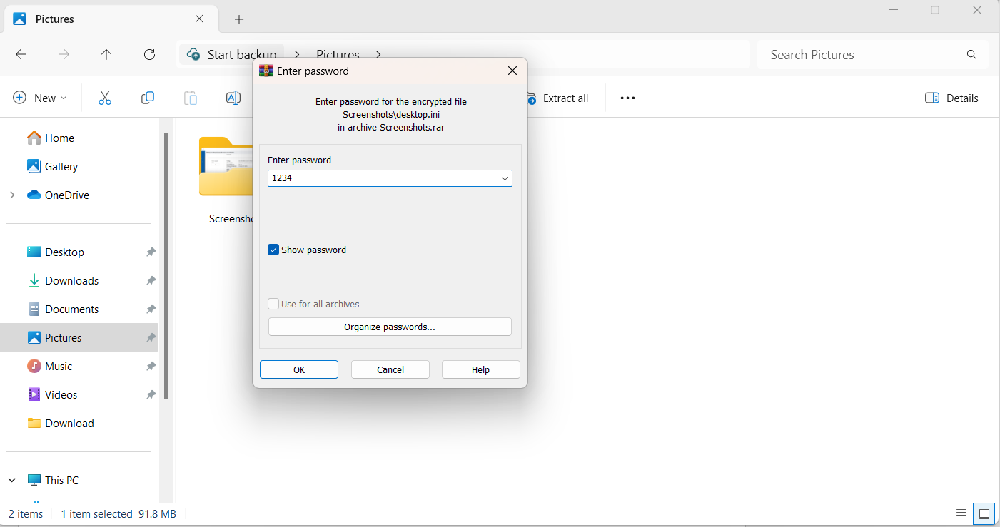 Pictures
Start backup > Pictures >
Search Pictures
New
Extract all
Details
Home
Gallery
OneDrive
Desktop
Downloads
Documents
Pictures
Music
Videos
Download
This PC
Enter password
Enter password for the encrypted file
Screenshots\desktop.ini
in archive Screenshots.rar
Enter password
1234
Show password
Use for all archives
Organize passwords...
OK
Cancel
Help
2 items
1 item selected 91.8 MB